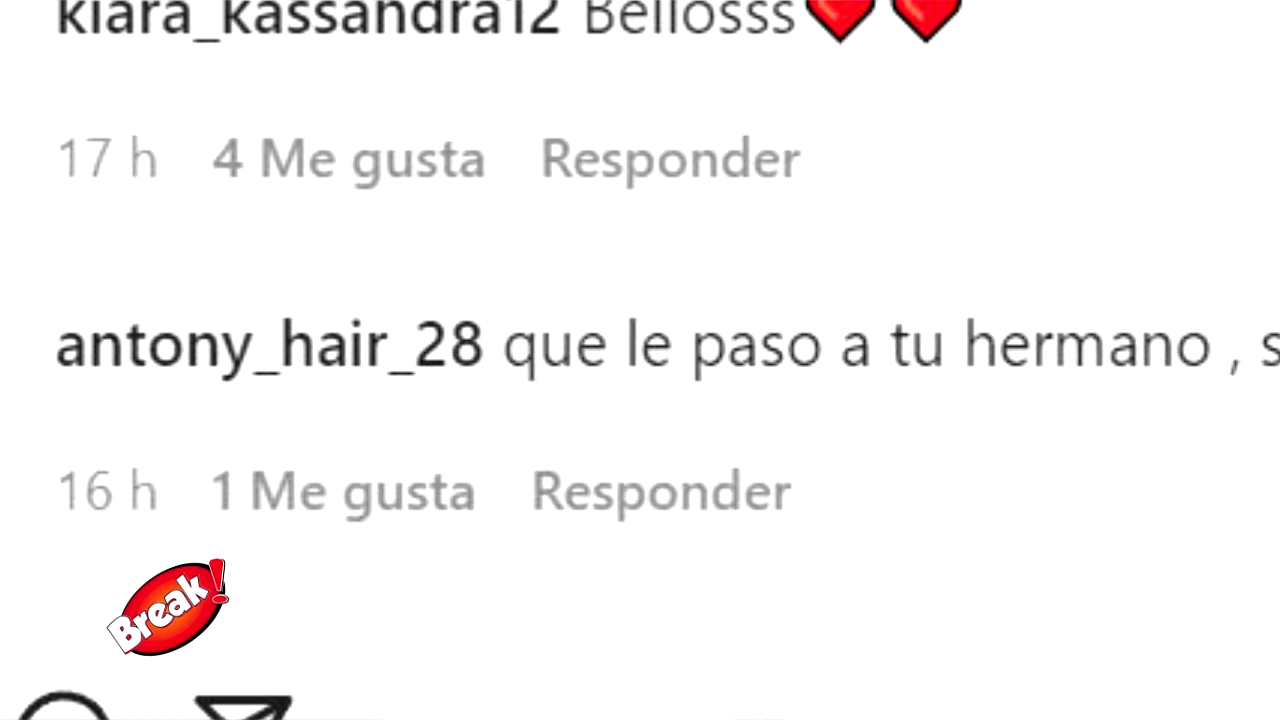 kiara_kassandra12 Bellosss
17 h 4 Me gusta Responder
antony_hair_28 que le paso a tu hermano , s
16 h 1 Me gusta Responder
Break!